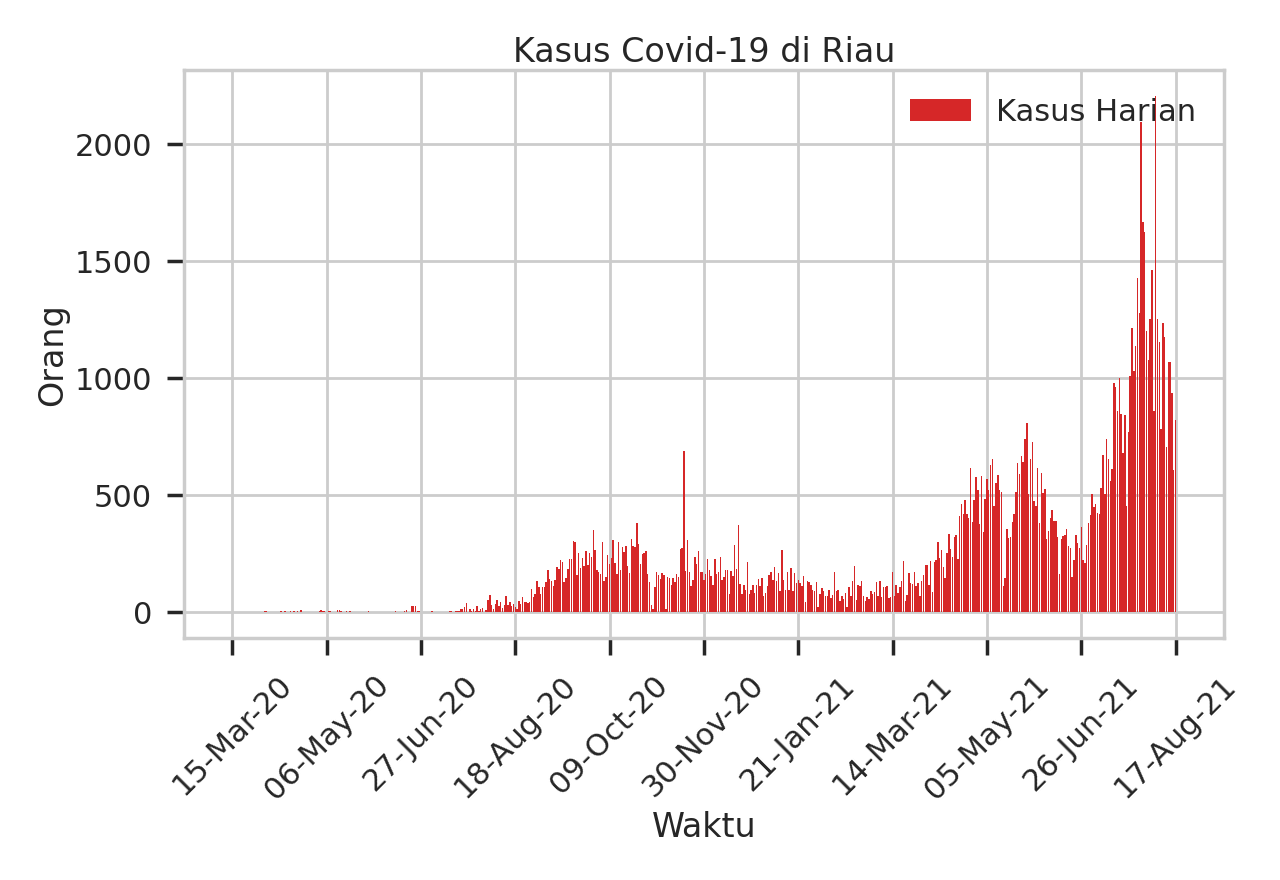 Kasus Covid-19 di Riau
Kasus Harian
2000
1500
1000
500
0
Orang
15-Mar-20
06-May-20
27-Jun-20
18-Aug-20
09-Oct-20
30-Nov-20
21-Jan-21
14-Mar-21
05-May-21
26-Jun-21
17-Aug-21
Waktu